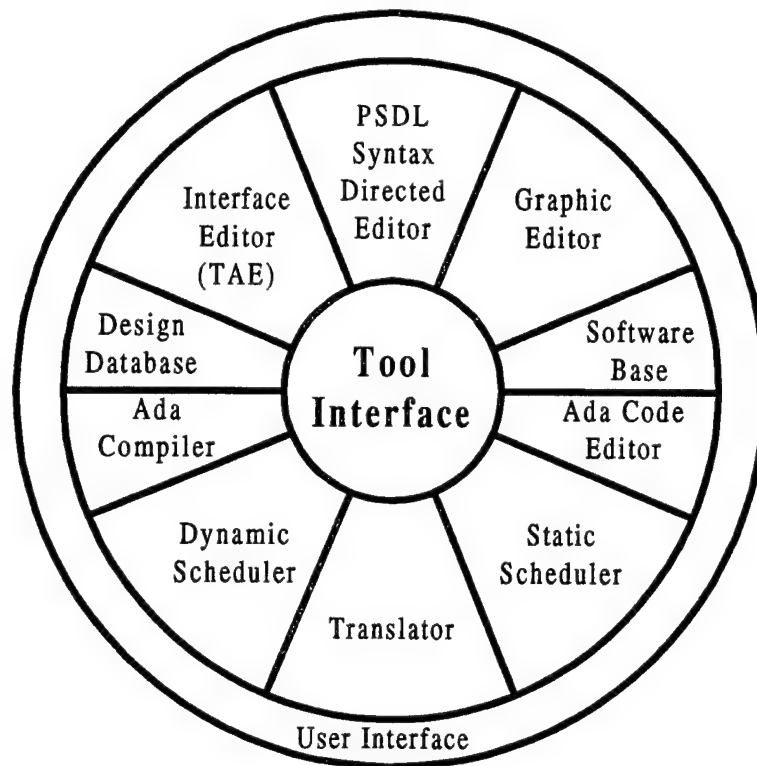 PSDL
Syntax
Directed
Editor
Interface
Editor
(TAE)
Graphic
Editor
Design
Database
Software
Base
Tool
Interface
Ada
Compiler
Ada Code
Editor
Dynamic
Scheduler
Static
Scheduler
Translator
User Interface